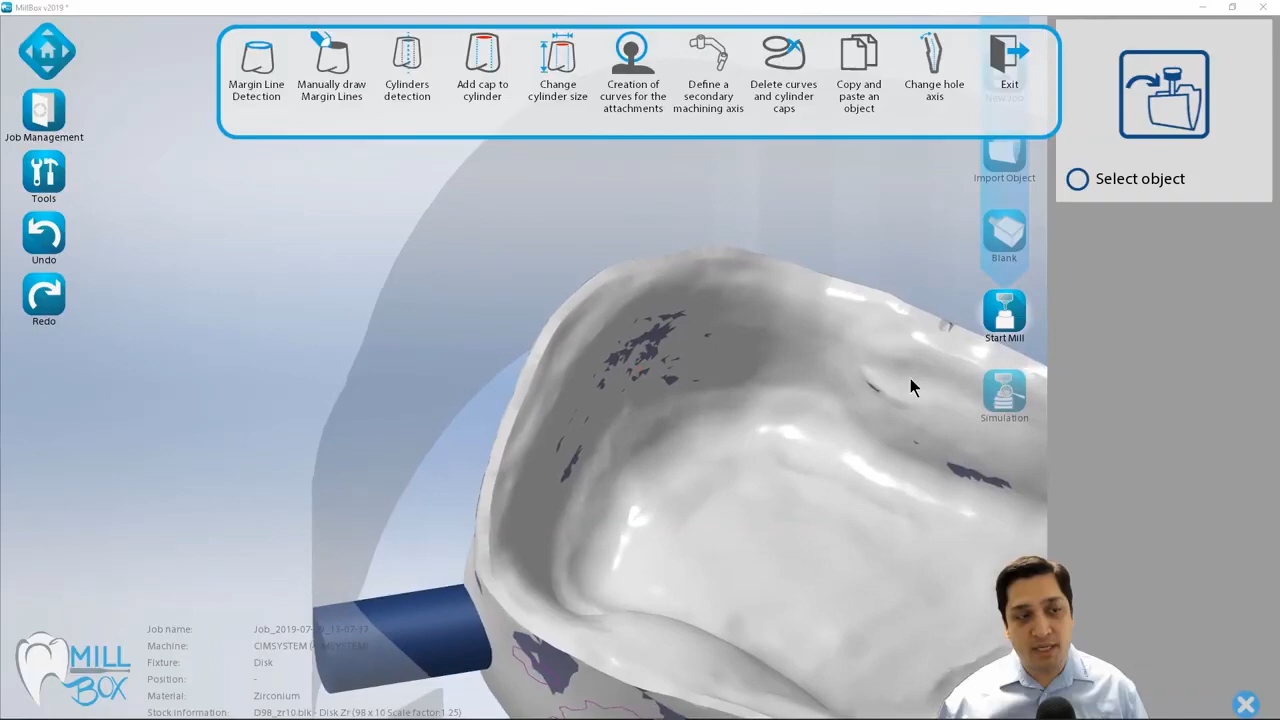 MillBox v2019 *
Margin Line
Detection
Manually draw
Margin Lines
Cylinders
detection
Add cap to
cylinder
Change
cylinder size
Creation of
curves for the
attachments
Define a
secondary
machining axis
Delete curves
and cylinder
caps
Copy and
paste an
object
Change hole
axis
Exit
New Job
Job Management
Tools
Undo
Redo
Import Object
Blank
Start Mill
Simulation
Select object
MILL
BOX
Job name:
Machine: CIMSYSTEM
Fixture: Disk
Position: -
Material: Zirconium
Stock information: D98_zr10.blk - Disk Zr (98 x 10 Scale factor:1.25)